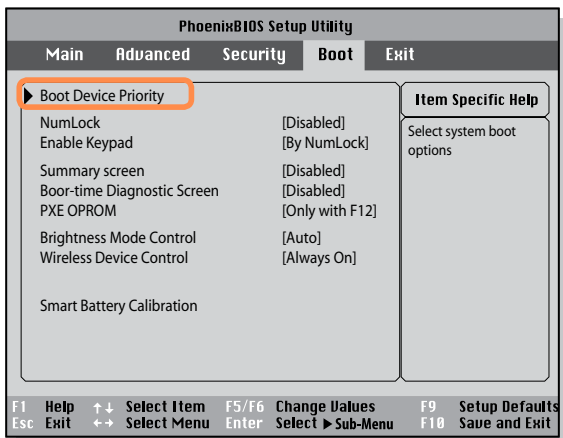 PhoenixBIOS Setup Utility
Main Advanced Security Boot Exit
Boot Device Priority
NumLock [Disabled]
Enable Keypad [By NumLock]
Summary screen [Disabled]
Boor-time Diagnostic Screen [Disabled]
PXE OPROM [Only with F12]
Brightness Mode Control [Auto]
Wireless Device Control [Always On]
Smart Battery Calibration
Item Specific Help
Select system boot
options
F1 Help ↑↓ Select Item F5/F6 Change Values F9 Setup Defaults
Esc Exit ←→ Select Menu Enter Select ▶ Sub-Menu F10 Save and Exit